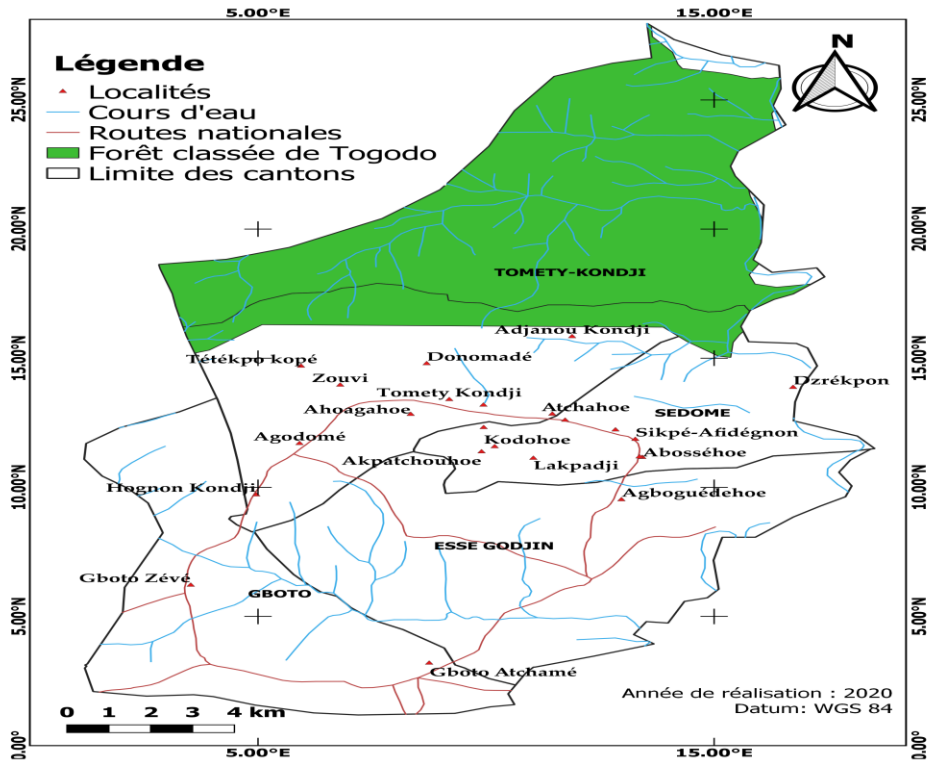 5.00°E 15.00°E
Légende
Localités
Cours d'eau
Routes nationales
Forêt classée de Togodo
Limite des cantons
N
25.00°N 25.00°N
20.00°N 20.00°N
TOMETY-KONDJI
Adjanou Kondji
15.00°N 15.00°N
Tétékpo kopé
Donomadé
Zouvi
Dzrékpon
Tomety Kondji
Ahoagahoe
Atchahoe
SEDOME
Agodomé
Kodohoe
Sikpé-Afidégnon
Akpatchouhoe
Abosséhoe
Lakpadji
10.00°N 10.00°N
Hognon Kondji
Agboguédehoe
ESSE GODJIN
Gboto Zévé
GBOTO
5.00°N 5.00°N
Gboto Atchamé
Année de réalisation : 2020
Datum: WGS 84
0 1 2 3 4 km
0.00° 0.00°
5.00°E 15.00°E